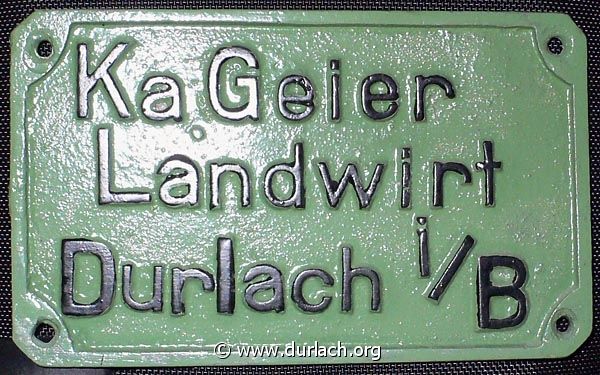 Ka Geier
Landwirt
Durlach i/B
© www.durlach.org